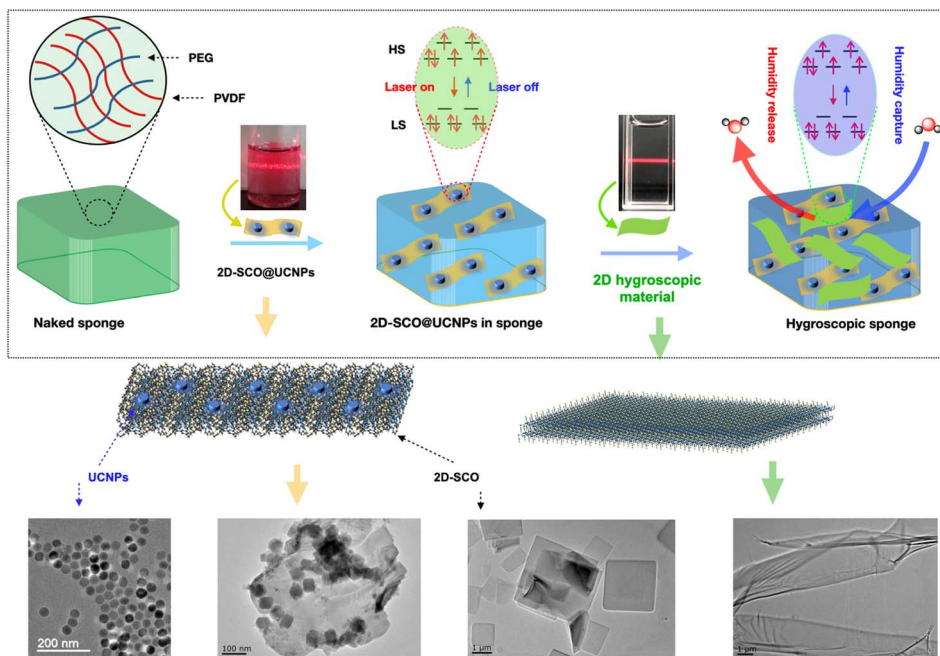 PEG
PVDF
Naked sponge
2D-SCO@UCNPs
HS
Laser on
Laser off
LS
2D-SCO@UCNPs in sponge
2D hygroscopic
material
Humidity release
Humidity capture
Hygroscopic sponge
UCNPs
2D-SCO
200 nm
100 nm
1 µm
1 µm